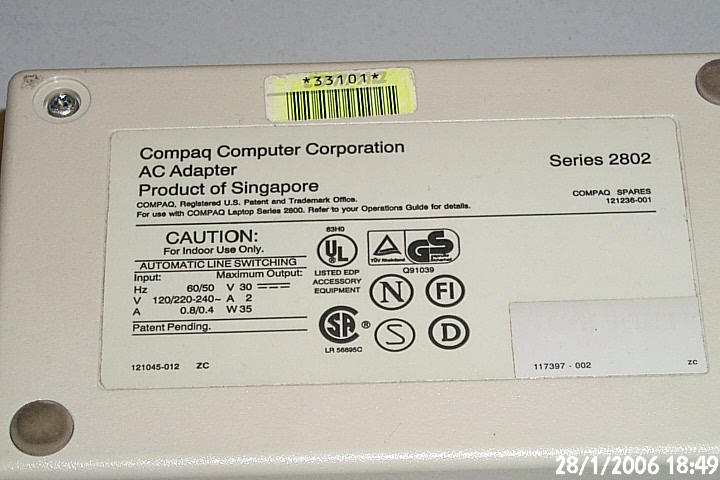 *33101*
Compaq Computer Corporation
AC Adapter
Product of Singapore
Series 2802
COMPAQ, Registered U.S. Patent and Trademark Office.
For use with COMPAQ Laptop Series 2800. Refer to your Operations Guide for details.
COMPAQ SPARES
121236-001
CAUTION:
For Indoor Use Only.
AUTOMATIC LINE SWITCHING
Input: Maximum Output:
Hz 60/50 V 30
V 120/220-240~ A 2
A 0.8/0.4 W 35
Patent Pending.
121045-012 ZC
63H0
UL
LISTED EDP
ACCESSORY
EQUIPMENT
SA ®
LR 56895C
TÜV Rheinland
GS
Q91039
N FI
S D
117397 - 002 ZC
28/1/2006 18:49